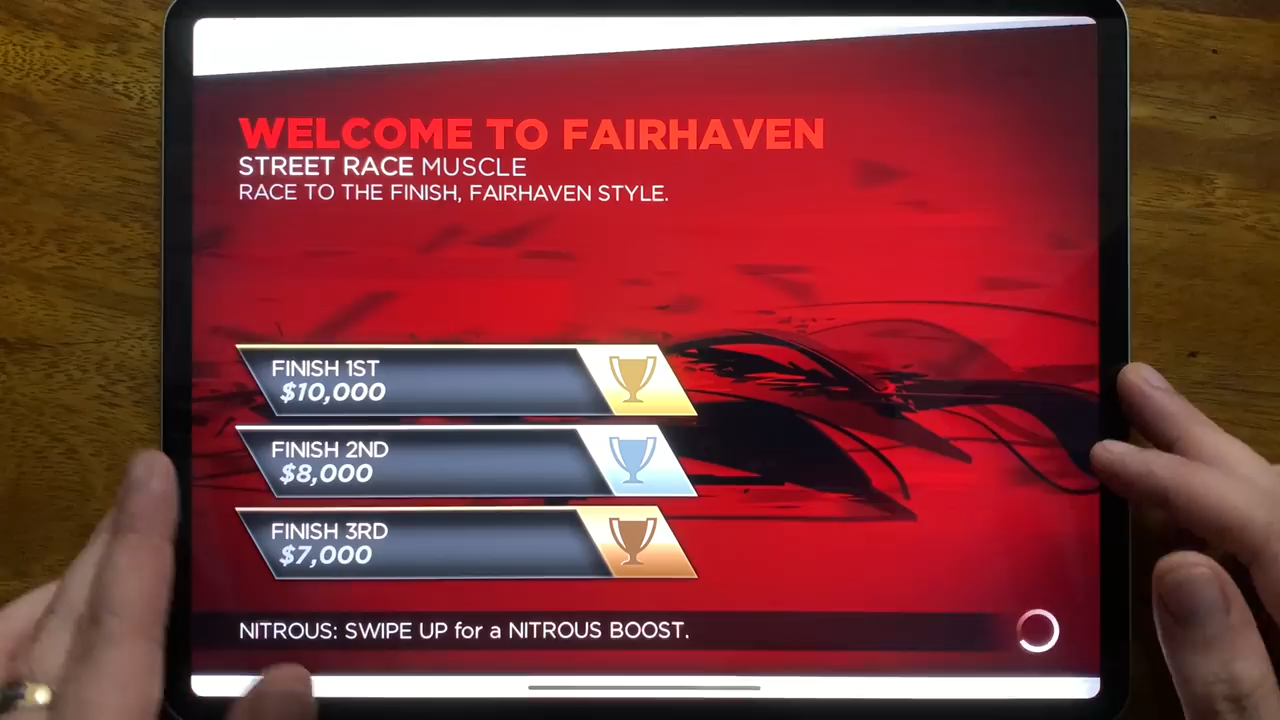 WELCOME TO FAIRHAVEN
STREET RACE MUSCLE
RACE TO THE FINISH, FAIRHAVEN STYLE.
FINISH 1ST
$10,000
FINISH 2ND
$8,000
FINISH 3RD
$7,000
NITROUS: SWIPE UP for a NITROUS BOOST.